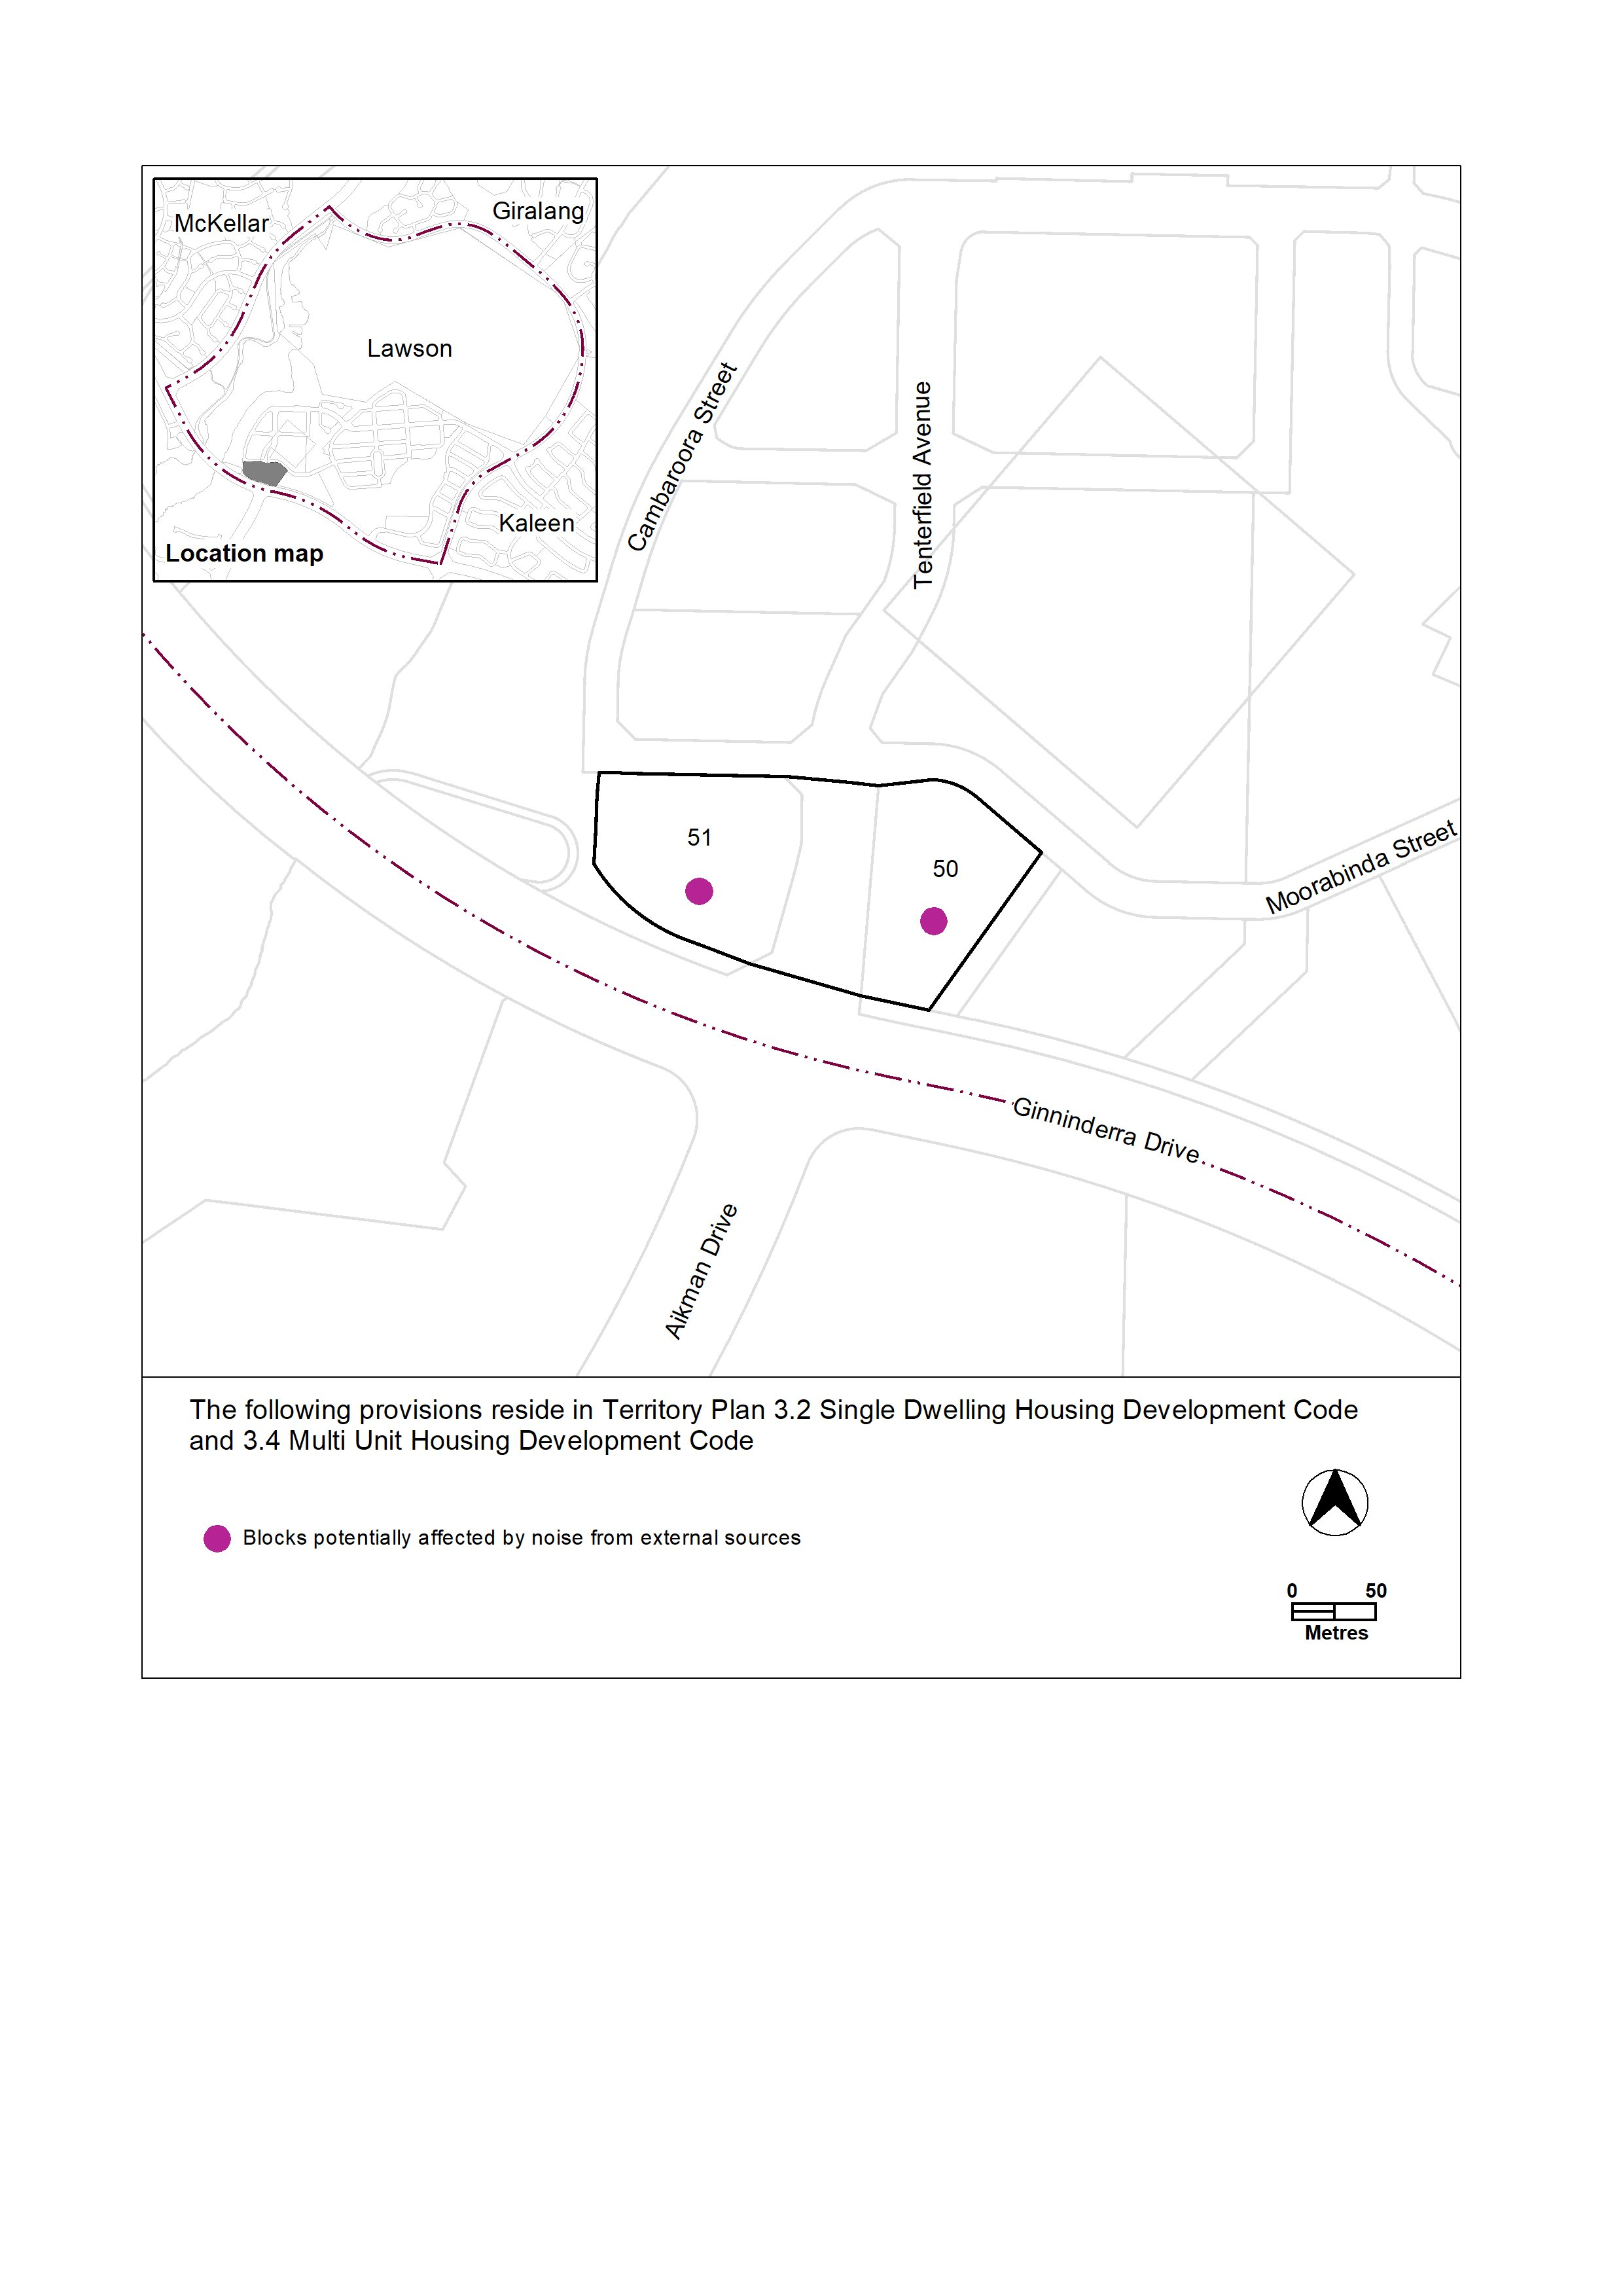 McKellar
Giralang
Lawson
Kaleen
Location map
Cambaroora Street
Tenterfield Avenue
51
50
Moorabinda Street
Ginninderra Drive
Aikman Drive
The following provisions reside in Territory Plan 3.2 Single Dwelling Housing Development Code
and 3.4 Multi Unit Housing Development Code
Blocks potentially affected by noise from external sources
0 50
Metres